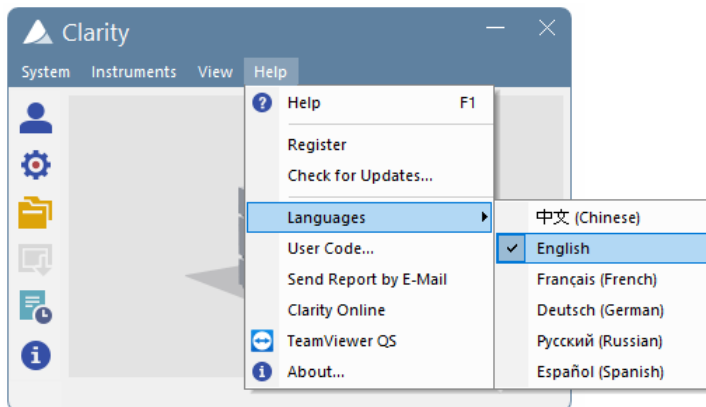 Clarity
System Instruments View Help
Help F1
Register
Check for Updates...
Languages
User Code...
Send Report by E-Mail
Clarity Online
TeamViewer QS
About...
中文 (Chinese)
English
Français (French)
Deutsch (German)
Русский (Russian)
Español (Spanish)